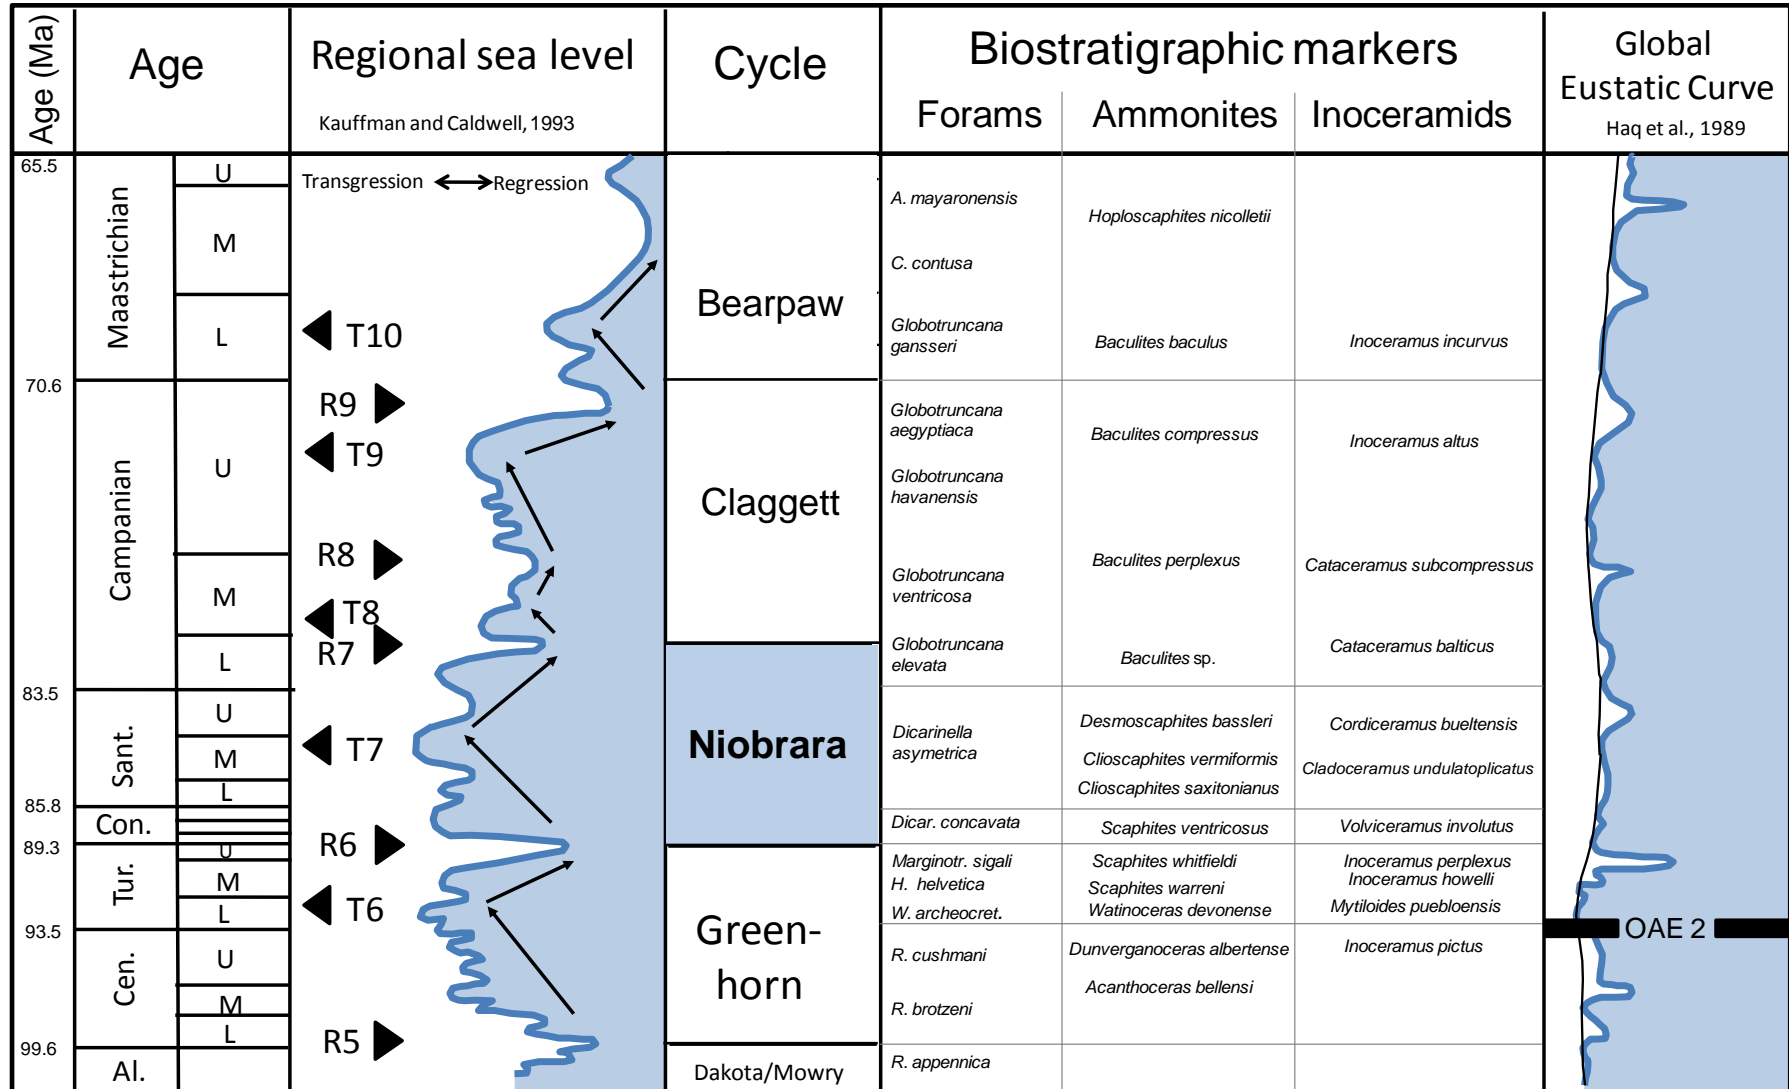 Age (Ma)
Age
Regional sea level
Kauffman and Caldwell, 1993
Cycle
Biostratigraphic markers
Forams
Ammonites
Inoceramids
Global
Eustatic Curve
Haq et al., 1989
65.5
70.6
83.5
85.8
89.3
93.5
99.6
Maastrichian
U
M
L
Campanian
U
M
L
Sant.
U
M
L
Con.
Tur.
U
M
L
Cen.
U
M
L
Al.
Transgression
Regression
T10
R9
T9
R8
T8
R7
T7
R6
T6
R5
Bearpaw
Claggett
Niobrara
Green-
horn
Dakota/Mowry
A. mayaronensis
C. contusa
Globotruncana
gansseri
Globotruncana
aegyptiaca
Globotruncana
havanensis
Globotruncana
ventricosa
Globotruncana
elevata
Dicarinella
asymetrica
Dicar. concavata
Marginotr. sigali
H. helvetica
W. archeocret.
R. cushmani
R. brotzeni
R. appennica
Hoploscaphites nicolletii
Baculites baculus
Baculites compressus
Baculites perplexus
Baculites sp.
Desmoscaphites bassleri
Clioscaphites vermiformis
Clioscaphites saxitonianus
Scaphites ventricosus
Scaphites whitfieldi
Scaphites warreni
Watinoceras devonense
Dunverganoceras albertense
Acanthoceras bellensi
Inoceramus incurvus
Inoceramus altus
Cataceramus subcompressus
Cataceramus balticus
Cordiceramus bueltensis
Cladoceramus undulatoplicatus
Volviceramus involutus
Inoceramus perplexus
Inoceramus howelli
Mytiloides puebloensis
Inoceramus pictus
OAE 2